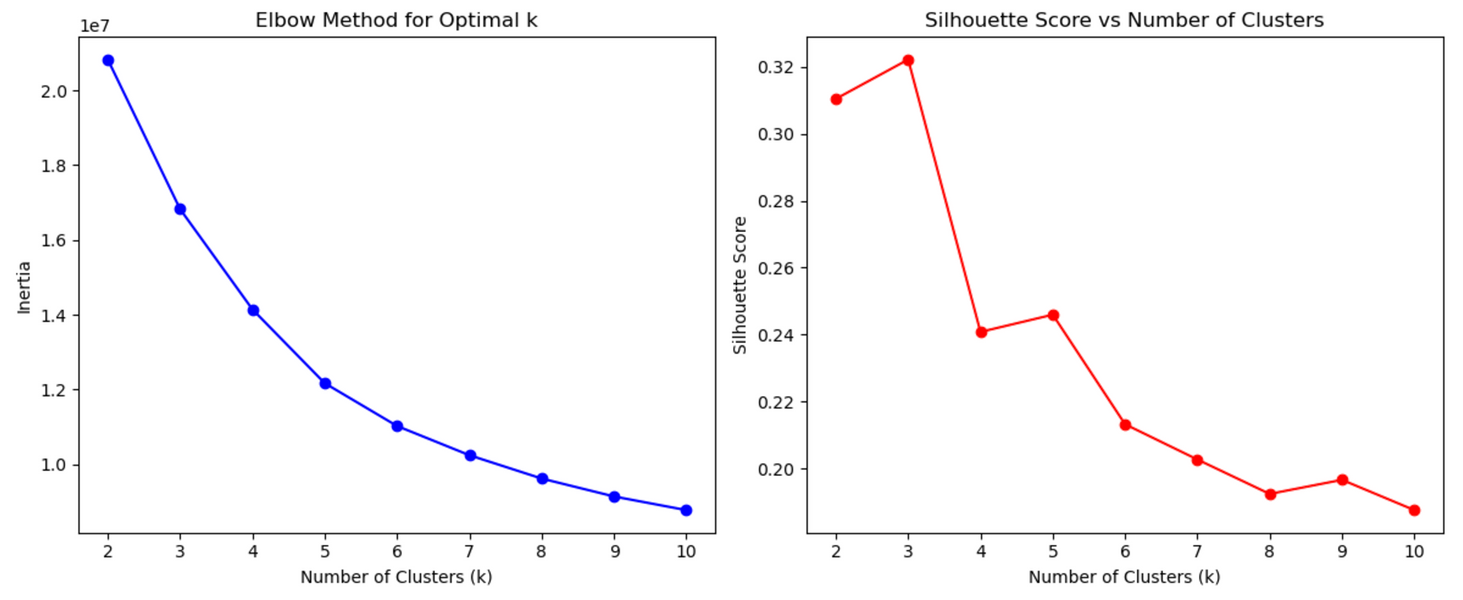 Elbow Method for Optimal k
1e7
2.0
1.8
1.6
1.4
1.2
1.0
Inertia
2 3 4 5 6 7 8 9 10
Number of Clusters (k)
Silhouette Score vs Number of Clusters
0.32
0.30
0.28
0.26
0.24
0.22
0.20
Silhouette Score
2 3 4 5 6 7 8 9 10
Number of Clusters (k)